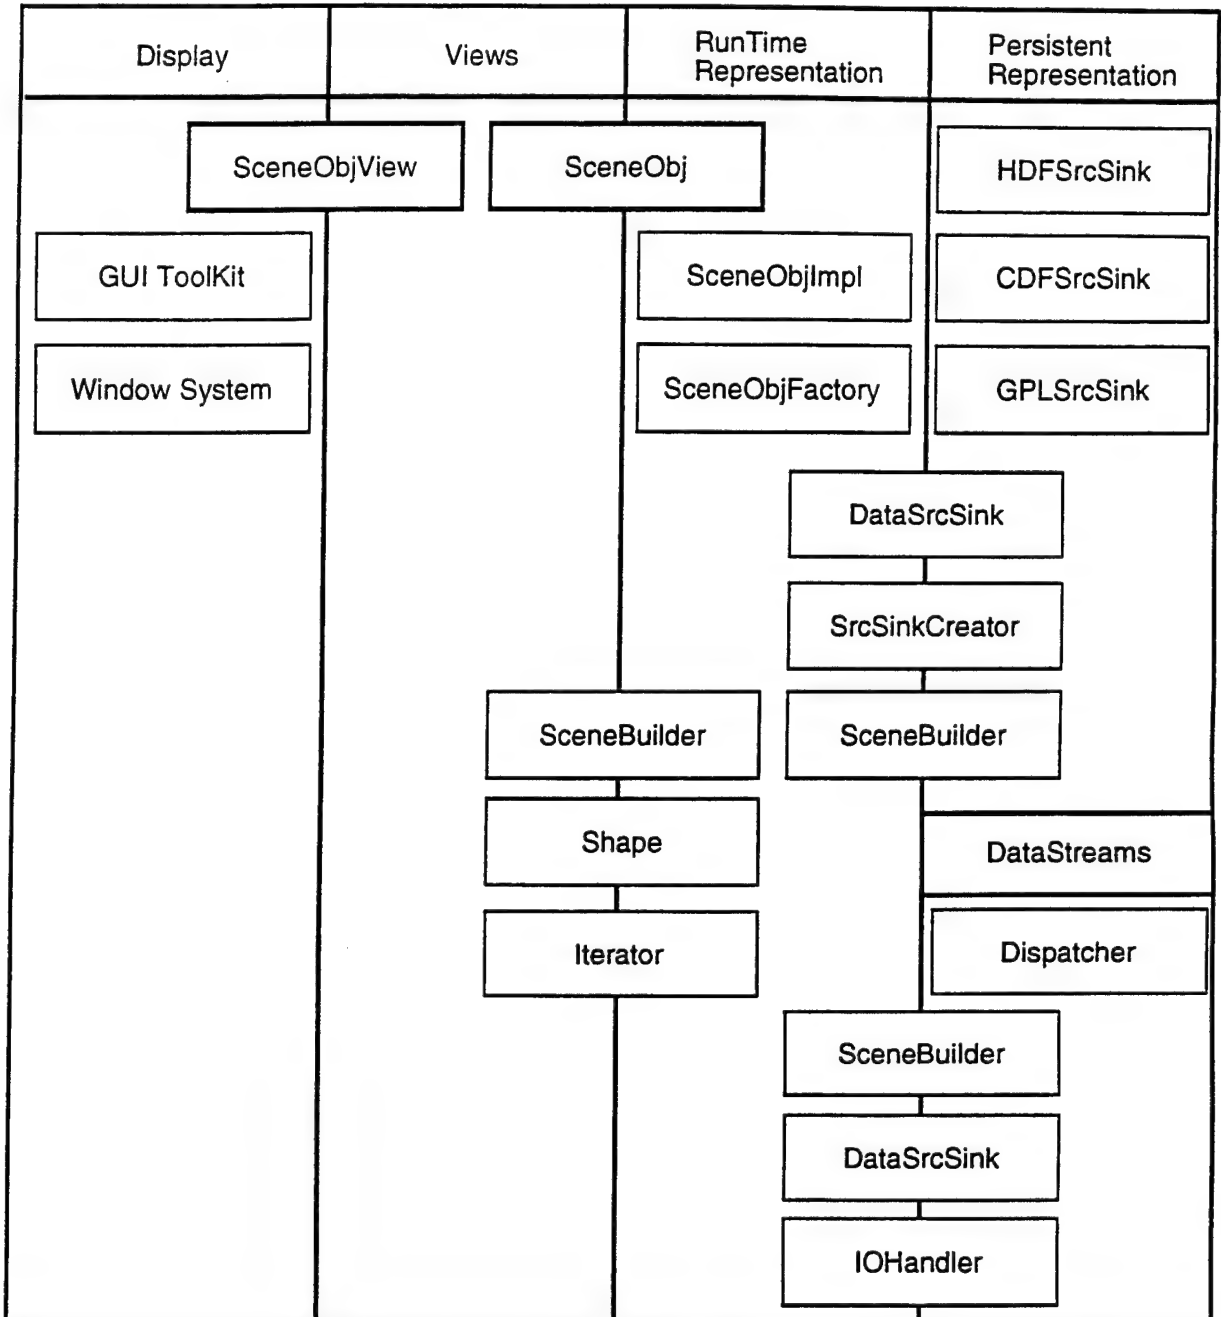 Display
Views
RunTime
Representation
Persistent
Representation
SceneObjView
SceneObj
HDFSrcSink
GUI ToolKit
SceneObjImpl
CDFSrcSink
Window System
SceneObjFactory
GPLSrcSink
DataSrcSink
SrcSinkCreator
SceneBuilder
SceneBuilder
Shape
DataStreams
Iterator
Dispatcher
SceneBuilder
DataSrcSink
IOHandler